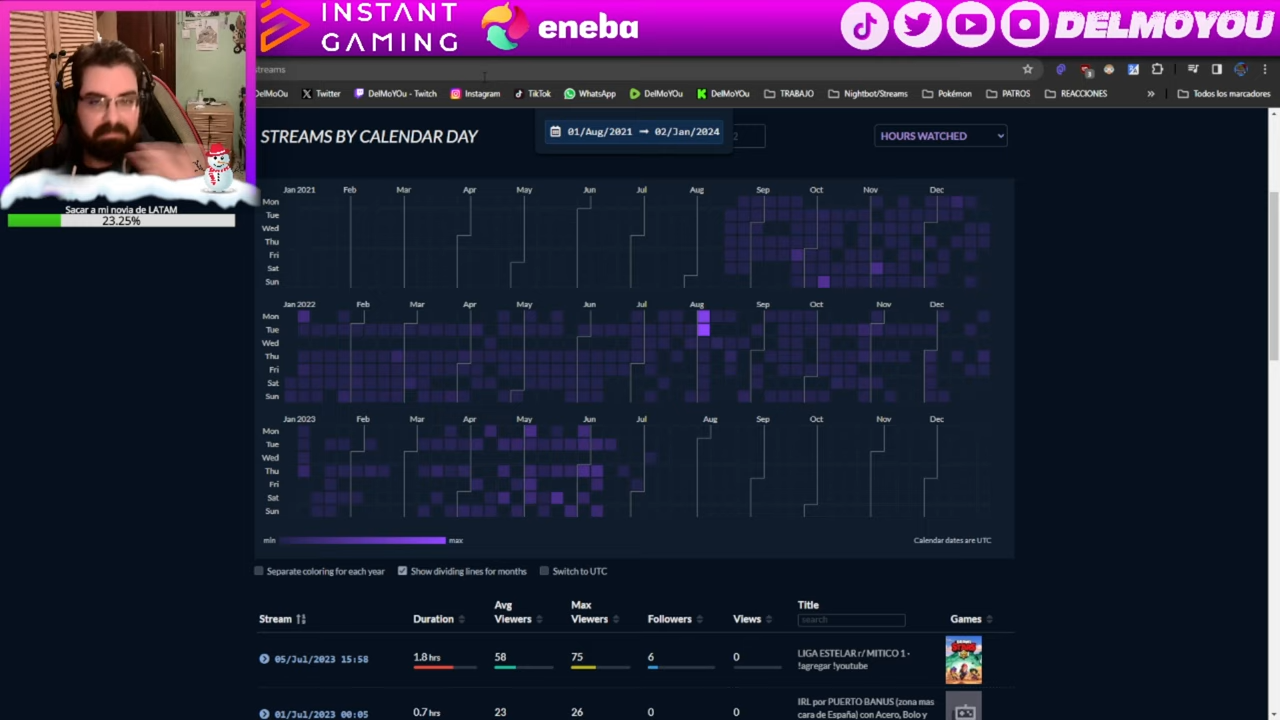 INSTANT
GAMING
eneba
DELMOYOU
streams
DelMoOu
Twitter
DelMoYOu - Twitch
Instagram
TikTok
WhatsApp
DelMoYOu
DelMoYOu
TRABAJO
Nightbot/Streams
Pokémon
PATROS
REACCIONES
»
Todos los marcadores
STREAMS BY CALENDAR DAY
01/Aug/2021 → 02/Jan/2024
HOURS WATCHED
Sacar a mi novia de LATAM
23.25%
Jan 2021 Feb Mar Apr May Jun Jul Aug Sep Oct Nov Dec
Mon
Tue
Wed
Thu
Fri
Sat
Sun
Jan 2022 Feb Mar Apr May Jun Jul Aug Sep Oct Nov Dec
Mon
Tue
Wed
Thu
Fri
Sat
Sun
Jan 2023 Feb Mar Apr May Jun Jul Aug Sep Oct Nov Dec
Mon
Tue
Wed
Thu
Fri
Sat
Sun
min max
Calendar dates are UTC
Separate coloring for each year Show dividing lines for months Switch to UTC
Stream Duration Avg Viewers Max Viewers Followers Views Title Games
search
05/Jul/2023 15:58 1.8 hrs 58 75 6 0 LIGA ESTELAR r/ MITICO 1 ·
!agregar !youtube
01/Jul/2023 00:05 0.7 hrs 23 26 0 0 IRL por PUERTO BANUS (zona mas
cara de España) con Acero, Bolo y